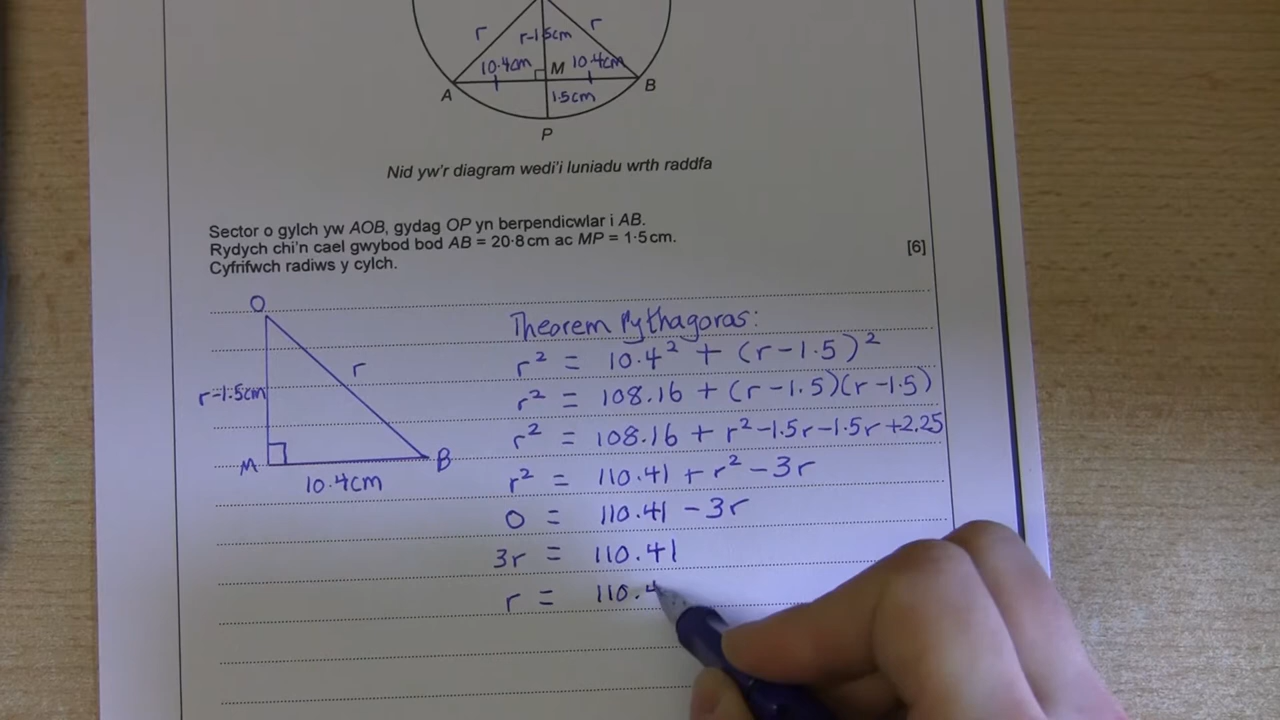 r
r
r-1.5cm
10.4cm
10.4cm
M
A
B
1.5cm
P
Nid yw'r diagram wedi'i luniadu wrth raddfa
Sector o gylch yw AOB, gydag OP yn berpendicwlar i AB.
Rydych chi'n cael gwybod bod AB = 20·8 cm ac MP = 1·5 cm.
[6]
Cyfrifwch radiws y cylch.
O
r
r-1.5cm
M
B
10.4cm
Theorem Pythagoras:
r² = 10.4² + (r-1.5)²
r² = 108.16 + (r-1.5)(r-1.5)
r² = 108.16 + r²-1.5r-1.5r+2.25
r² = 110.41 + r² - 3r
0 = 110.41 - 3r
3r = 110.41
r = 110.4